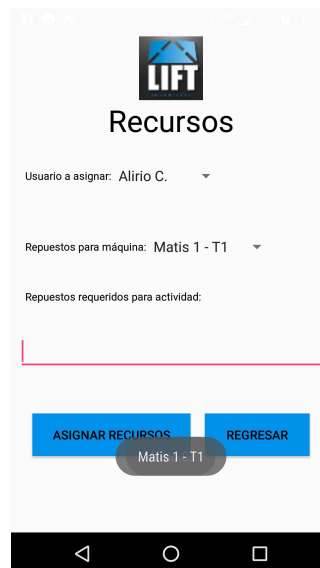 LIFT
Recursos
Usuario a asignar: Alirio C.
Repuestos para máquina: Matis 1 - T1
Repuestos requeridos para actividad:
ASIGNAR RECURSOS REGRESAR
Matis 1 - T1